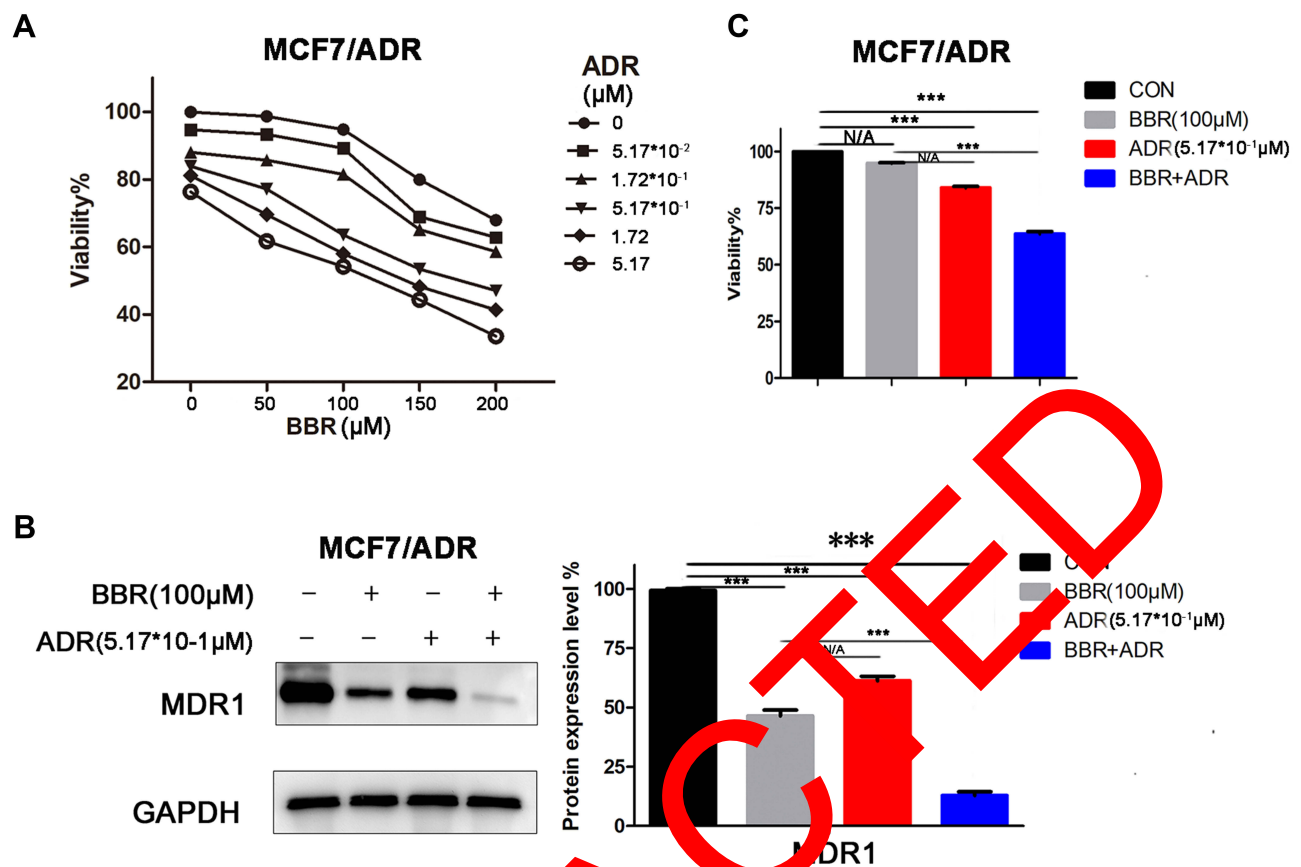 A
MCF7/ADR
Viability%
100
80
60
40
20
0 50 100 150 200
BBR (µM)
ADR
(µM)
0
5.17*10⁻²
1.72*10⁻¹
5.17*10⁻¹
1.72
5.17
C
MCF7/ADR
Viability%
100
75
50
25
0
***
***
N/A
***
N/A
CON
BBR(100µM)
ADR(5.17*10⁻¹µM)
BBR+ADR
B
MCF7/ADR
BBR(100µM) − + − +
ADR(5.17*10-1µM) − − + +
MDR1
GAPDH
Protein expression level %
100
75
50
25
0
***
***
***
***
N/A
MDR1
BBR(100µM)
ADR(5.17*10⁻¹µM)
BBR+ADR
CTED